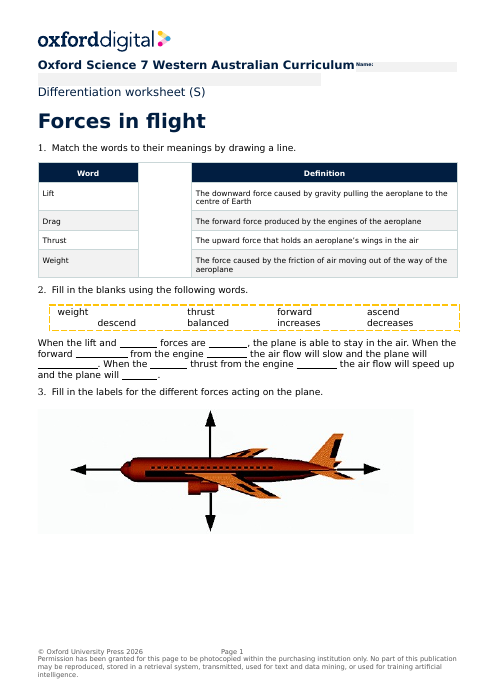 oxforddigital
Oxford Science 7 Western Australian Curriculum Name:
Differentiation worksheet (S)
Forces in flight
1. Match the words to their meanings by drawing a line.
Word Definition
Lift The downward force caused by gravity pulling the aeroplane to the
centre of Earth
Drag The forward force produced by the engines of the aeroplane
Thrust The upward force that holds an aeroplane's wings in the air
Weight The force caused by the friction of air moving out of the way of the
aeroplane
2. Fill in the blanks using the following words.
weight thrust forward ascend
descend balanced increases decreases
When the lift and ________ forces are ________, the plane is able to stay in the air. When the
forward ___________ from the engine ________ the air flow will slow and the plane will
_____________. When the ________ thrust from the engine ________ the air flow will speed up
and the plane will _______.
3. Fill in the labels for the different forces acting on the plane.
© Oxford University Press 2026 Page 1
Permission has been granted for this page to be photocopied within the purchasing institution only. No part of this publication
may be reproduced, stored in a retrieval system, transmitted, used for text and data mining, or used for training artificial
intelligence.